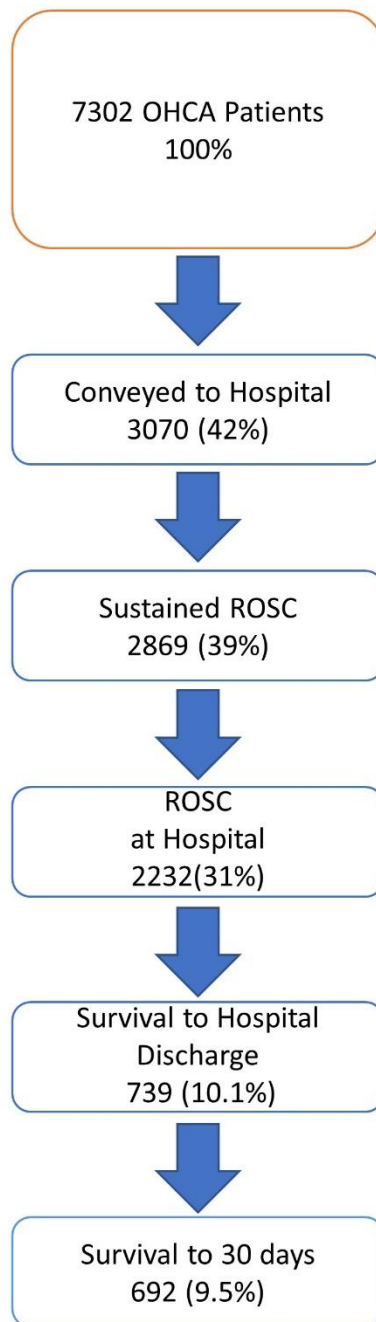 7302 OHCA Patients
100%
Conveyed to Hospital
3070 (42%)
Sustained ROSC
2869 (39%)
ROSC
at Hospital
2232(31%)
Survival to Hospital
Discharge
739 (10.1%)
Survival to 30 days
692 (9.5%)